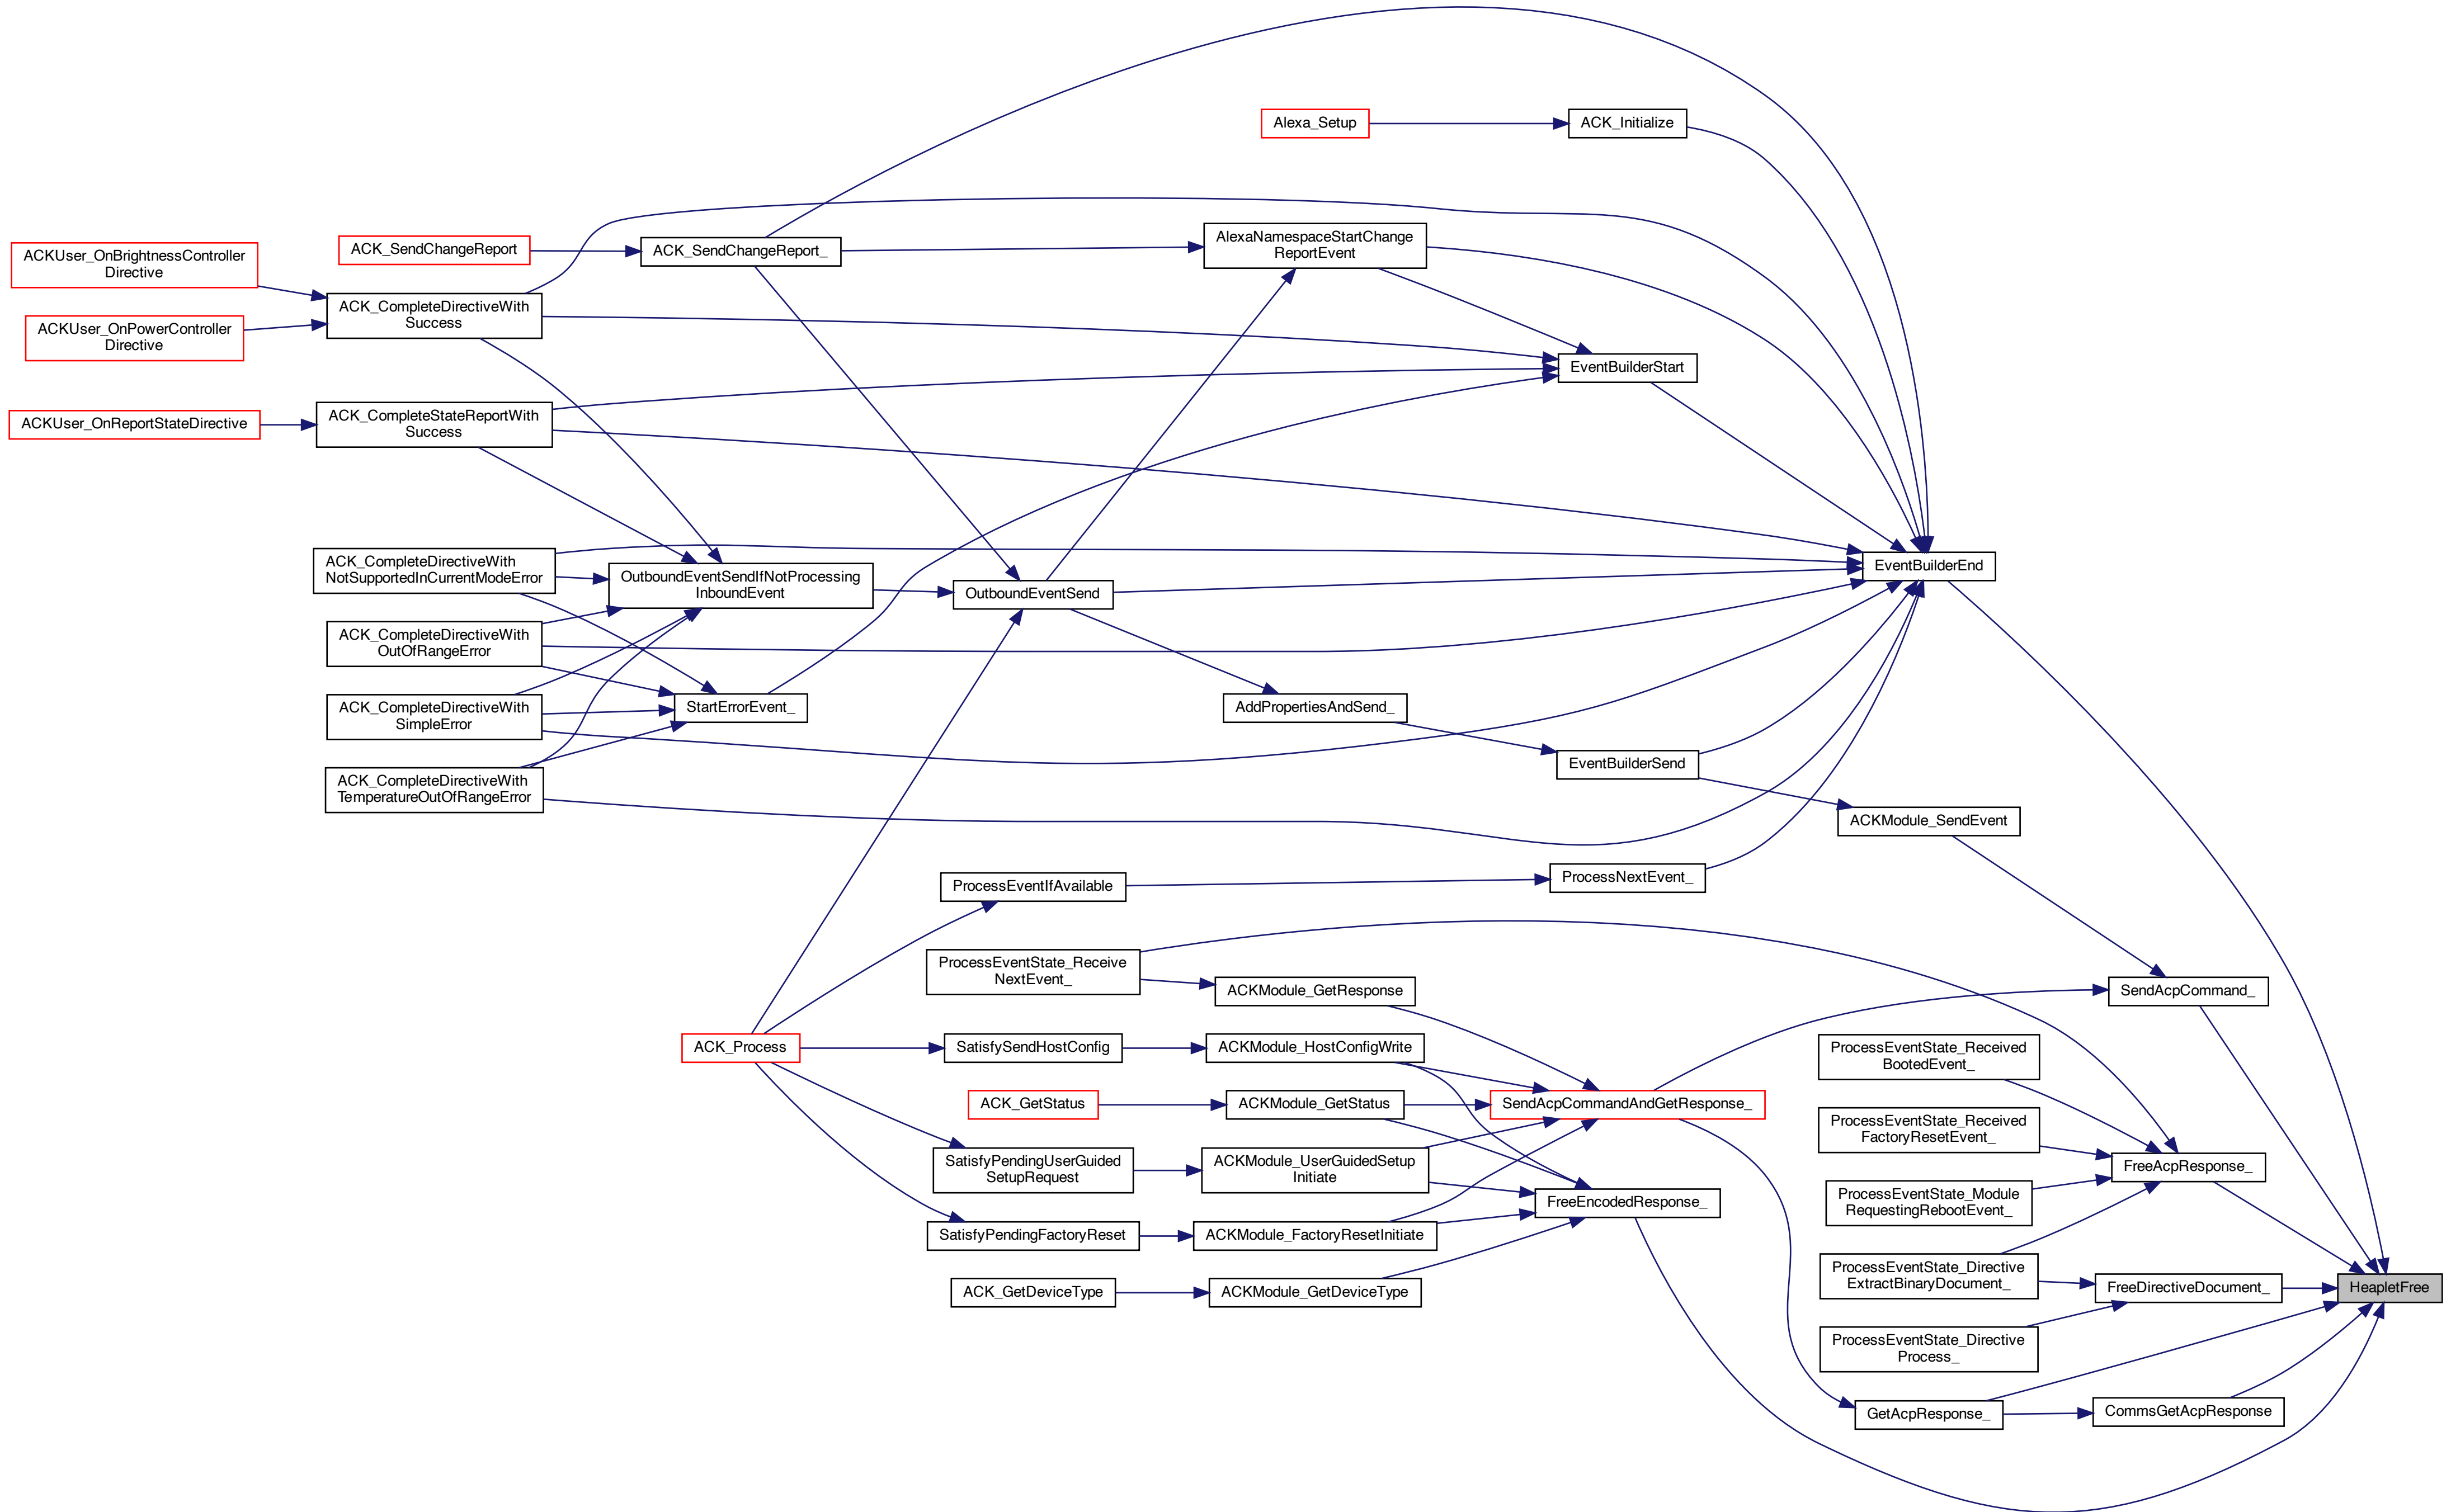 Alexa_Setup
ACK_Initialize
ACKUser_OnBrightnessController
Directive
ACK_SendChangeReport
ACK_SendChangeReport_
AlexaNamespaceStartChange
ReportEvent
ACKUser_OnPowerController
Directive
ACK_CompleteDirectiveWith
Success
EventBuilderStart
ACKUser_OnReportStateDirective
ACK_CompleteStateReportWith
Success
ACK_CompleteDirectiveWith
NotSupportedInCurrentModeError
OutboundEventSendIfNotProcessing
InboundEvent
OutboundEventSend
EventBuilderEnd
ACK_CompleteDirectiveWith
OutOfRangeError
ACK_CompleteDirectiveWith
SimpleError
StartErrorEvent_
AddPropertiesAndSend_
EventBuilderSend
ACK_CompleteDirectiveWith
TemperatureOutOfRangeError
ACKModule_SendEvent
ProcessEventIfAvailable
ProcessNextEvent_
ProcessEventState_Receive
NextEvent_
ACKModule_GetResponse
SendAcpCommand_
ACK_Process
SatisfySendHostConfig
ACKModule_HostConfigWrite
ProcessEventState_Received
BootedEvent_
ACK_GetStatus
ACKModule_GetStatus
SendAcpCommandAndGetResponse_
ProcessEventState_Received
FactoryResetEvent_
SatisfyPendingUserGuided
SetupRequest
ACKModule_UserGuidedSetup
Initiate
FreeAcpResponse_
FreeEncodedResponse_
ProcessEventState_Module
RequestingRebootEvent_
SatisfyPendingFactoryReset
ACKModule_FactoryResetInitiate
ACK_GetDeviceType
ACKModule_GetDeviceType
ProcessEventState_Directive
ExtractBinaryDocument_
FreeDirectiveDocument_
HeapletFree
ProcessEventState_Directive
Process_
GetAcpResponse_
CommsGetAcpResponse